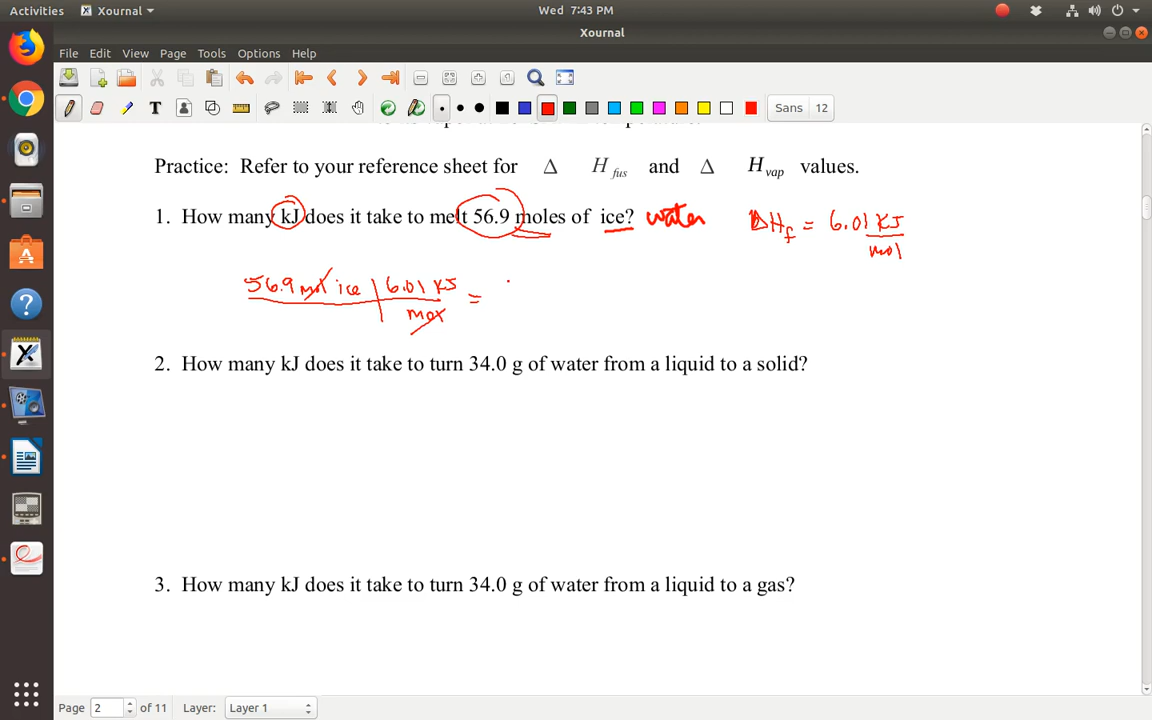 Activities Xournal Wed 7:43 PM
Xournal
File Edit View Page Tools Options Help
Sans 12
Practice: Refer to your reference sheet for Δ H fus and Δ H vap values.
1. How many kJ does it take to melt 56.9 moles of ice? water ΔHf = 6.01 KJ
mol
56.9 mol ice | 6.01 KJ =
mol
2. How many kJ does it take to turn 34.0 g of water from a liquid to a solid?
3. How many kJ does it take to turn 34.0 g of water from a liquid to a gas?
Page 2 of 11 Layer: Layer 1